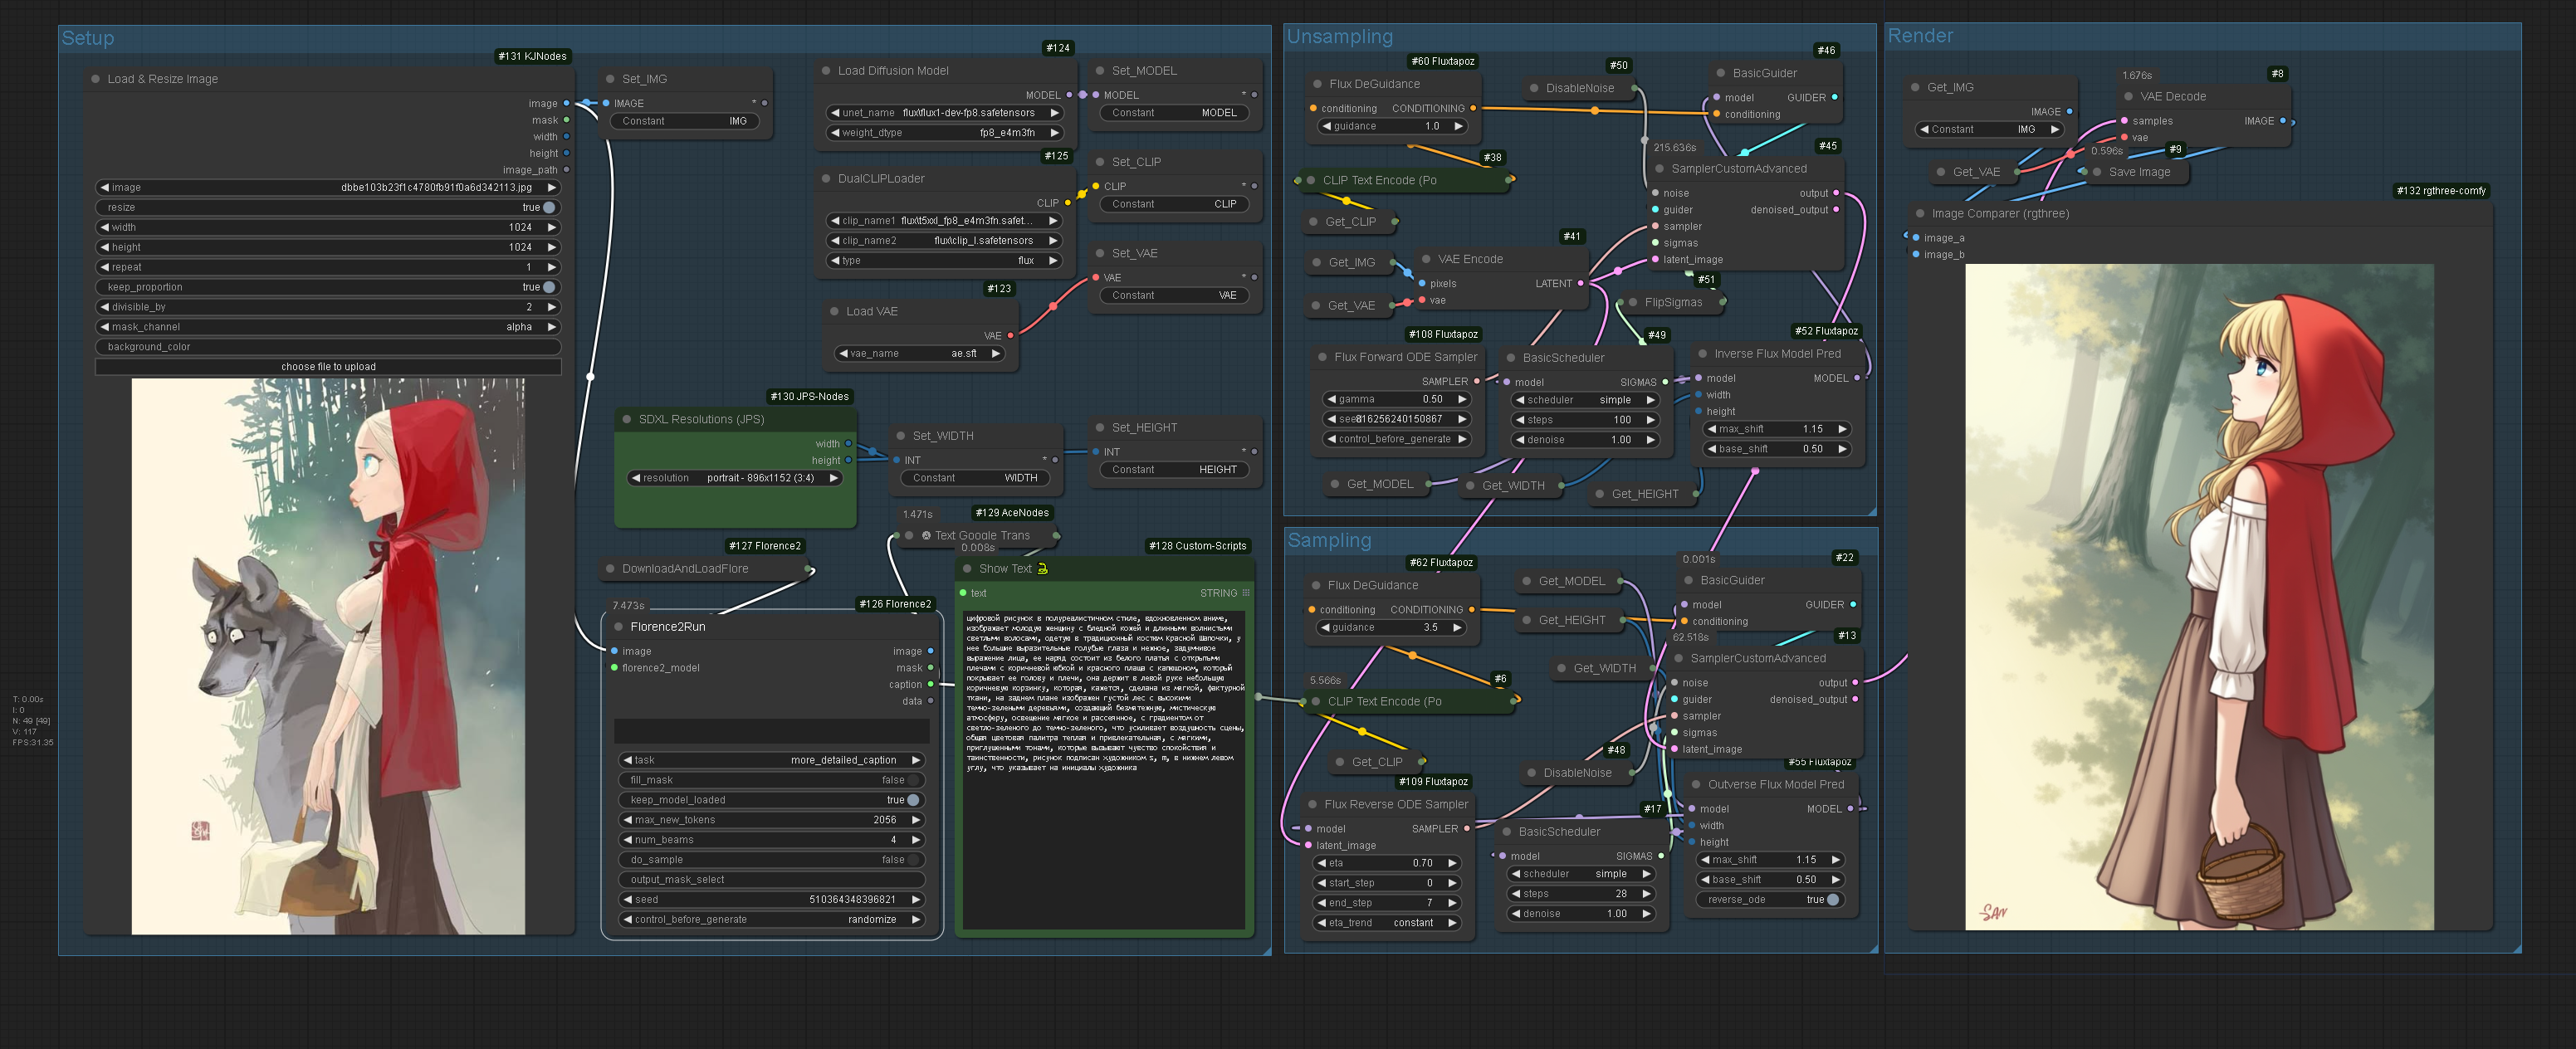 Setup
#131 KJNodes
Load & Resize Image
image
mask
width
height
image_path
image dbbe103b23f1c4780fb91f0a6d342113.jpg
resize true
width 1024
height 1024
repeat 1
keep_proportion true
divisible_by 2
mask_channel alpha
background_color
choose file to upload
Set_IMG
IMAGE *
Constant IMG
#124
Load Diffusion Model
MODEL
unet_name flux\flux1-dev-fp8.safetensors
weight_dtype fp8_e4m3fn
Set_MODEL
MODEL *
Constant MODEL
#125
DualCLIPLoader
CLIP
clip_name1 flux\t5xxl_fp8_e4m3fn.safet...
clip_name2 flux\clip_l.safetensors
type flux
Set_CLIP
CLIP *
Constant CLIP
#123
Load VAE
VAE
vae_name ae.sft
Set_VAE
VAE *
Constant VAE
#130 JPS-Nodes
SDXL Resolutions (JPS)
width
height
resolution portrait - 896x1152 (3:4)
Set_WIDTH
INT *
Constant WIDTH
Set_HEIGHT
INT *
Constant HEIGHT
1.471s
#129 AceNodes
Text Google Trans
#127 Florence2
DownloadAndLoadFlore
7.473s
#126 Florence2
Florence2Run
image image
florence2_model mask
caption
data
task more_detailed_caption
fill_mask false
keep_model_loaded true
max_new_tokens 2056
num_beams 4
do_sample false
output_mask_select
seed 510364348396821
control_before_generate randomize
0.008s
#128 Custom-Scripts
Show Text
text STRING
цифровой рисунок в полуреалистичном стиле, вдохновленном аниме,
изображает молодую женщину с бледной кожей и длинными волнистыми
светлыми волосами, одетую в традиционный костюм Красной Шапочки, у
нее большие выразительные голубые глаза и нежное, задумчивое
выражение лица, ее наряд состоит из белого платья с открытыми
плечами с коричневой юбкой и красного плаща с капюшоном, который
покрывает ее голову и плечи, она держит в левой руке небольшую
коричневую корзинку, которая, кажется, сделана из мягкой, фактурной
ткани, на заднем плане изображен густой лес с высокими
темно-зелеными деревьями, создающий безмятежную, мистическую
атмосферу, освещение мягкое и рассеянное, с градиентом от
светло-зеленого до темно-зеленого, что усиливает воздушность сцены,
общая цветовая палитра теплая и привлекательная, с мягкими,
приглушенными тонами, которые вызывают чувство спокойствия и
таинственности, рисунок подписан художником s, m, в нижнем левом
углу, что указывает на инициалы художника
T: 0.00s
I: 0
N: 49 [49]
V: 117
FPS:31.35
Unsampling
#60 Fluxtapoz
Flux DeGuidance
conditioning CONDITIONING
guidance 1.0
#50
DisableNoise
#46
BasicGuider
model GUIDER
conditioning
#38
CLIP Text Encode (Po
Get_CLIP
215.636s
#45
SamplerCustomAdvanced
noise output
guider denoised_output
sampler
sigmas
latent_image
Get_IMG
Get_VAE
#41
VAE Encode
pixels LATENT
vae
#51
FlipSigmas
#108 Fluxtapoz
Flux Forward ODE Sampler
SAMPLER
gamma 0.50
control_before_generate
#49
BasicScheduler
model SIGMAS
scheduler simple
steps 100
denoise 1.00
#52 Fluxtapoz
Inverse Flux Model Pred
model MODEL
width
height
max_shift 1.15
base_shift 0.50
Get_MODEL
Get_WIDTH
Get_HEIGHT
Sampling
#62 Fluxtapoz
Flux DeGuidance
conditioning CONDITIONING
guidance 3.5
Get_MODEL
Get_HEIGHT
Get_WIDTH
0.001s
#22
BasicGuider
model GUIDER
conditioning
62.518s
#13
SamplerCustomAdvanced
noise output
guider denoised_output
sampler
sigmas
latent_image
5.566s
#6
CLIP Text Encode (Po
Get_CLIP
#48
DisableNoise
#109 Fluxtapoz
Flux Reverse ODE Sampler
model SAMPLER
latent_image
eta 0.70
start_step 0
end_step 7
eta_trend constant
#17
BasicScheduler
model SIGMAS
scheduler simple
steps 28
denoise 1.00
#55 Fluxtapoz
Outverse Flux Model Pred
model MODEL
width
height
max_shift 1.15
base_shift 0.50
reverse_ode true
Render
Get_IMG
IMAGE
Constant IMG
1.676s
#8
VAE Decode
samples IMAGE
vae
Get_VAE
0.596s
#9
Save Image
#132 rgthree-comfy
Image Comparer (rgthree)
image_a
image_b
SAN